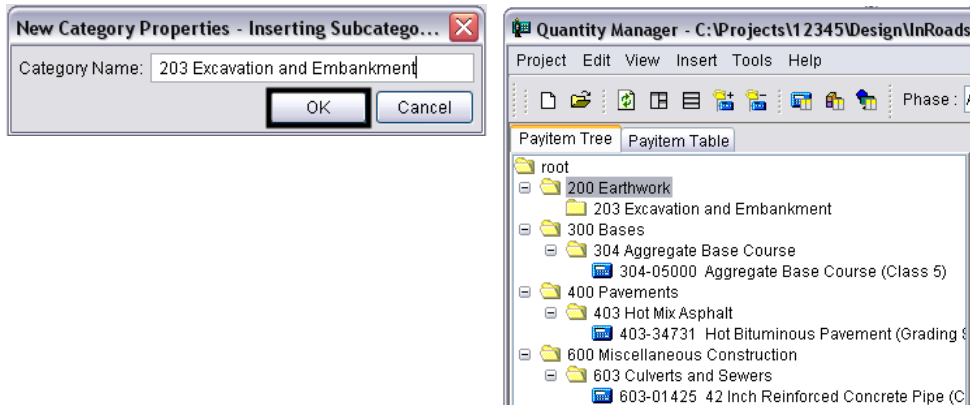 New Category Properties - Inserting Subcatego...
Category Name: 203 Excavation and Embankment
OK Cancel
Quantity Manager - C:\Projects\12345\Design\InRoads
Project Edit View Insert Tools Help
Phase:
Payitem Tree Payitem Table
root
200 Earthwork
203 Excavation and Embankment
300 Bases
304 Aggregate Base Course
304-05000 Aggregate Base Course (Class 5)
400 Pavements
403 Hot Mix Asphalt
403-34731 Hot Bituminous Pavement (Grading
600 Miscellaneous Construction
603 Culverts and Sewers
603-01425 42 Inch Reinforced Concrete Pipe (C